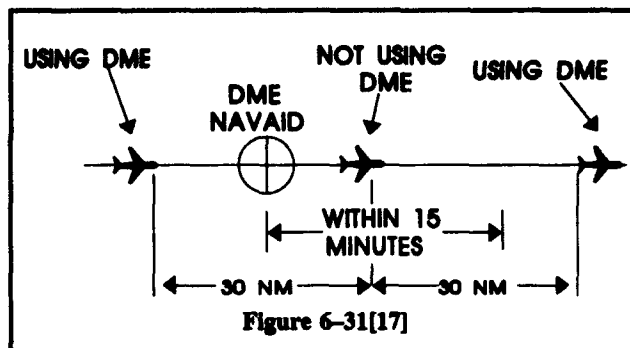 USING DME
NOT USING
DME
USING DME
DME
NAVAID
WITHIN 15
MINUTES
30 NM
30 NM
Figure 6–31[17]